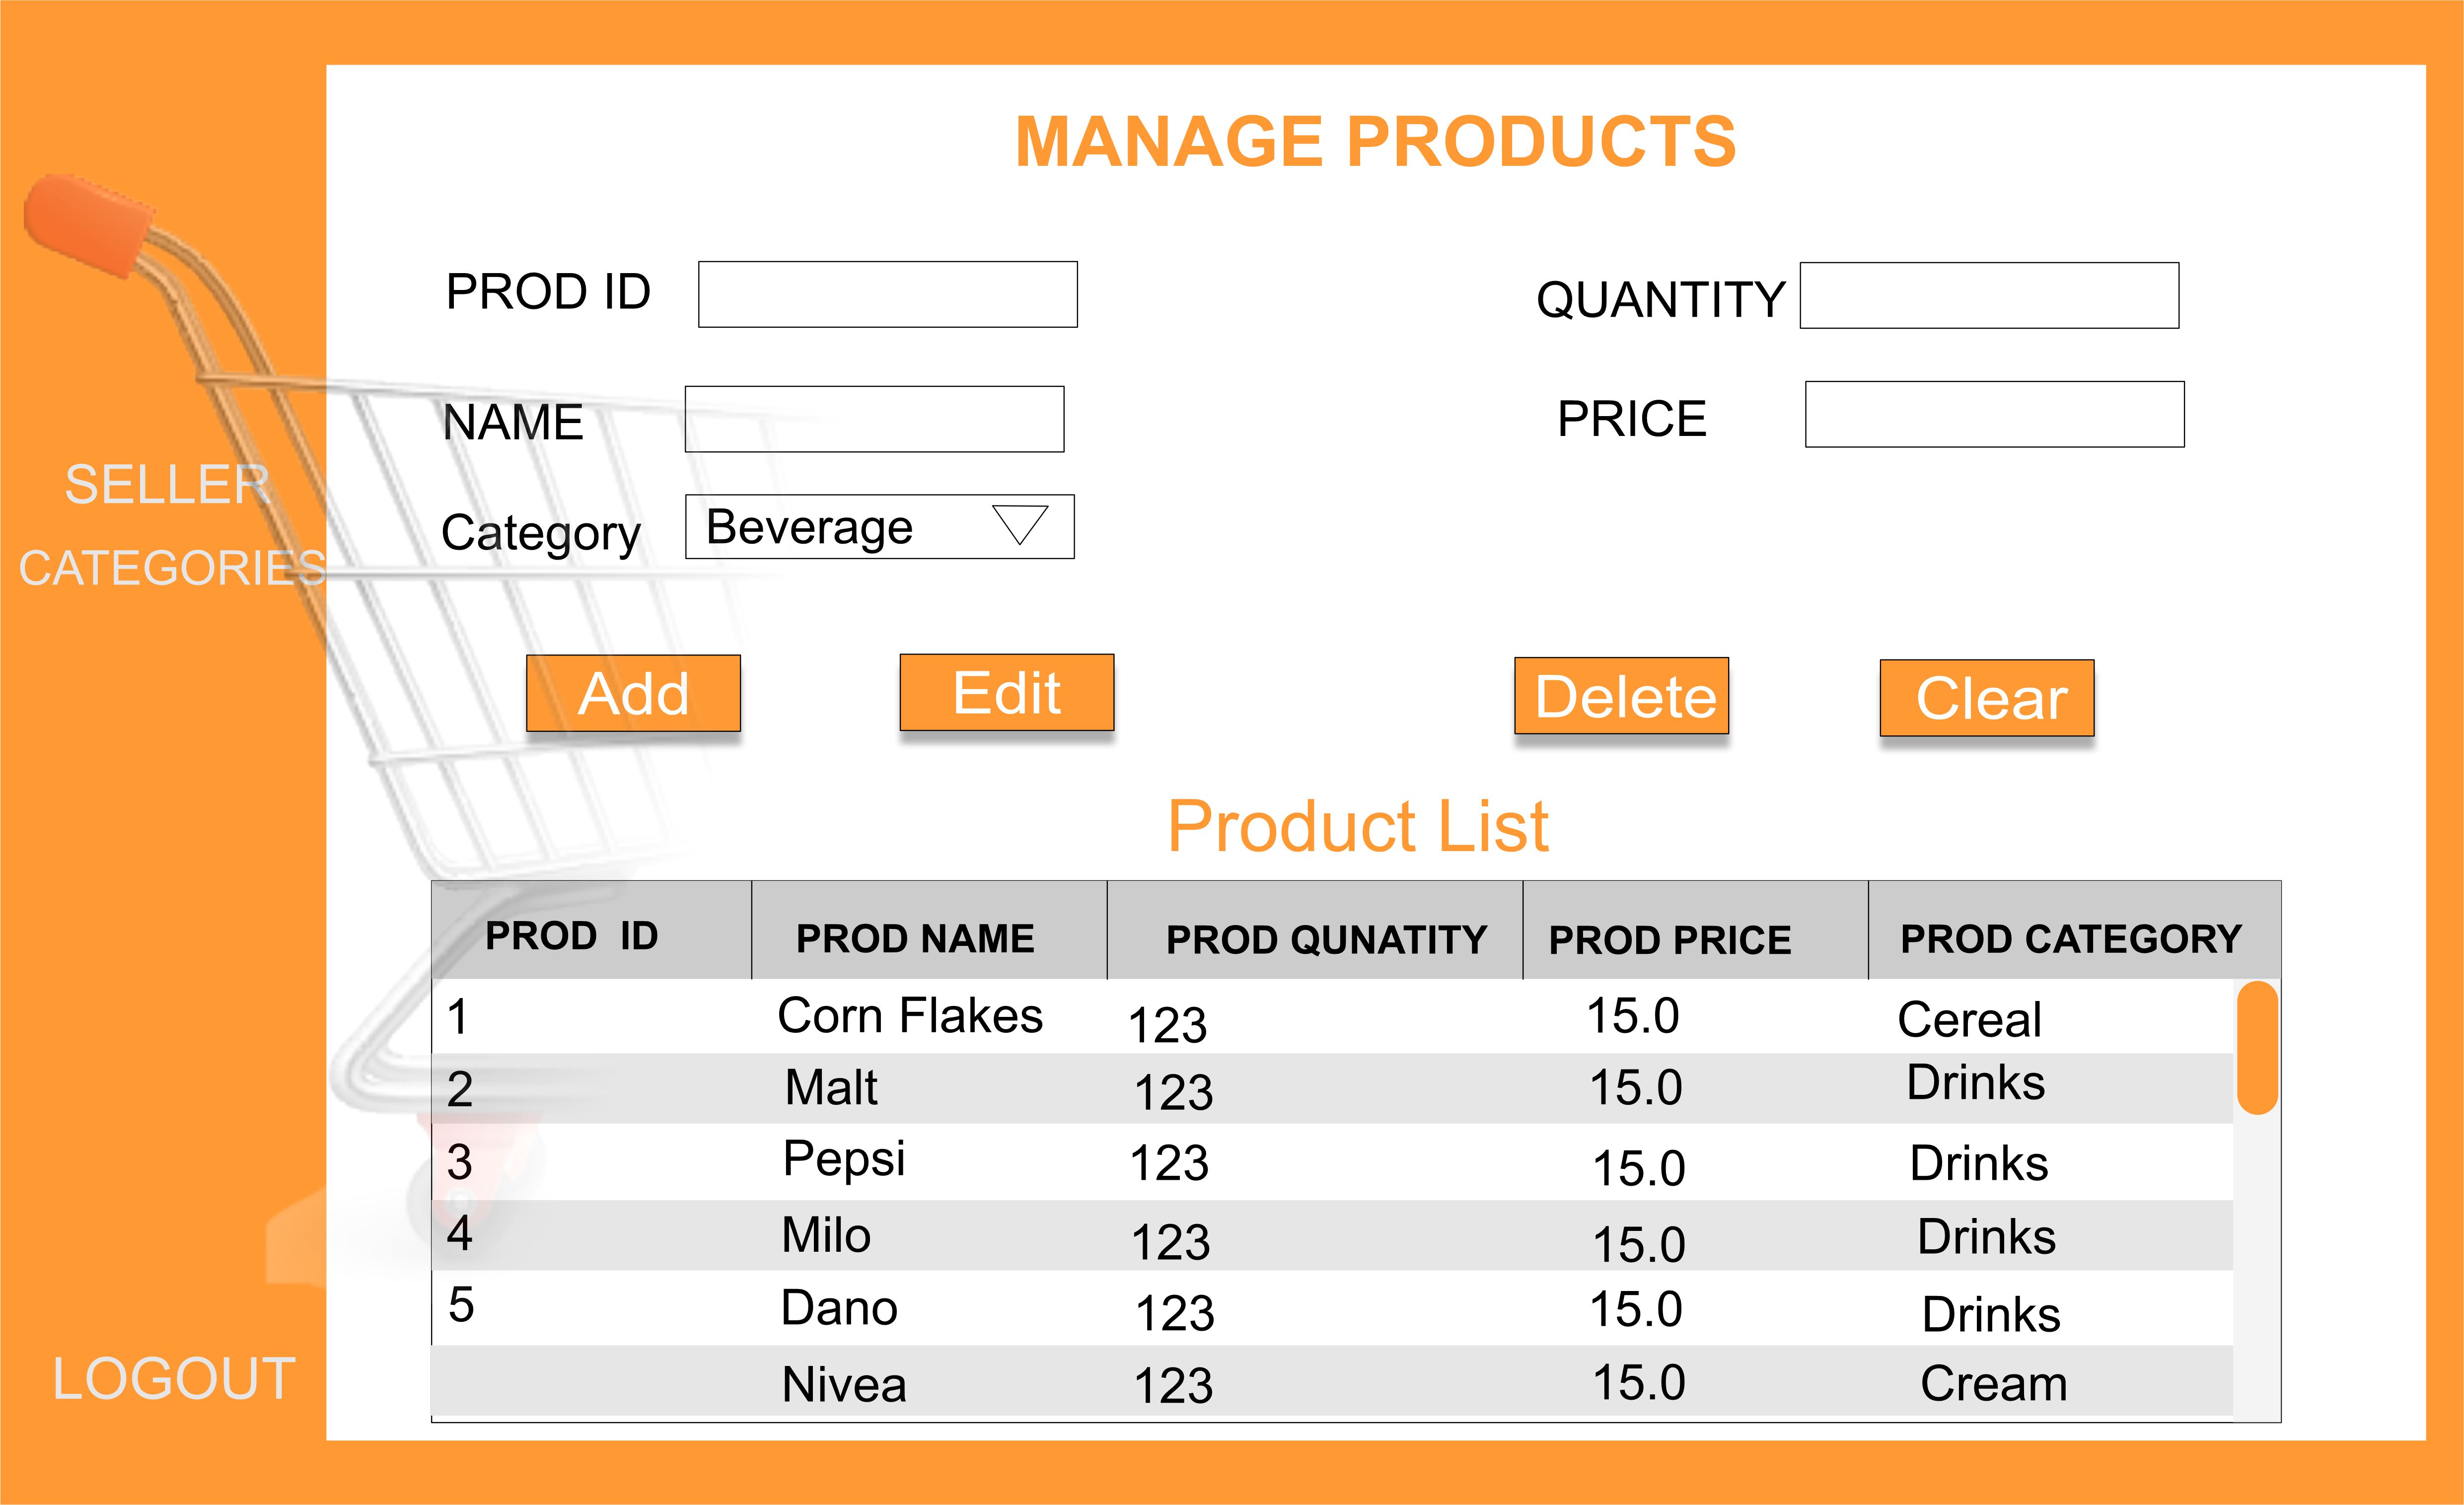 MANAGE PRODUCTS
PROD ID
QUANTITY
NAME
PRICE
SELLER
Category Beverage
CATEGORIES
Add Edit Delete Clear
Product List
PROD ID PROD NAME PROD QUNATITY PROD PRICE PROD CATEGORY
1 Corn Flakes 123 15.0 Cereal
2 Malt 123 15.0 Drinks
3 Pepsi 123 15.0 Drinks
4 Milo 123 15.0 Drinks
5 Dano 123 15.0 Drinks
Nivea 123 15.0 Cream
LOGOUT